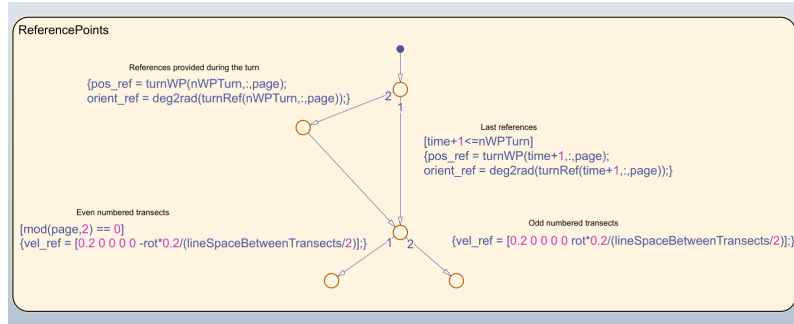 ReferencePoints
References provided during the turn
{pos_ref = turnWP(nWPTurn,:,page);
orient_ref = deg2rad(turnRef(nWPTurn,:,page));}
2
1
Last references
[time+1<=nWPTurn]
{pos_ref = turnWP(time+1,:,page);
orient_ref = deg2rad(turnRef(time+1,:,page));}
Even numbered transects
[mod(page,2) == 0]
{vel_ref = [0.2 0 0 0 0 -rot*0.2/(lineSpaceBetweenTransects/2)];}
1
2
Odd numbered transects
{vel_ref = [0.2 0 0 0 0 rot*0.2/(lineSpaceBetweenTransects/2)];}